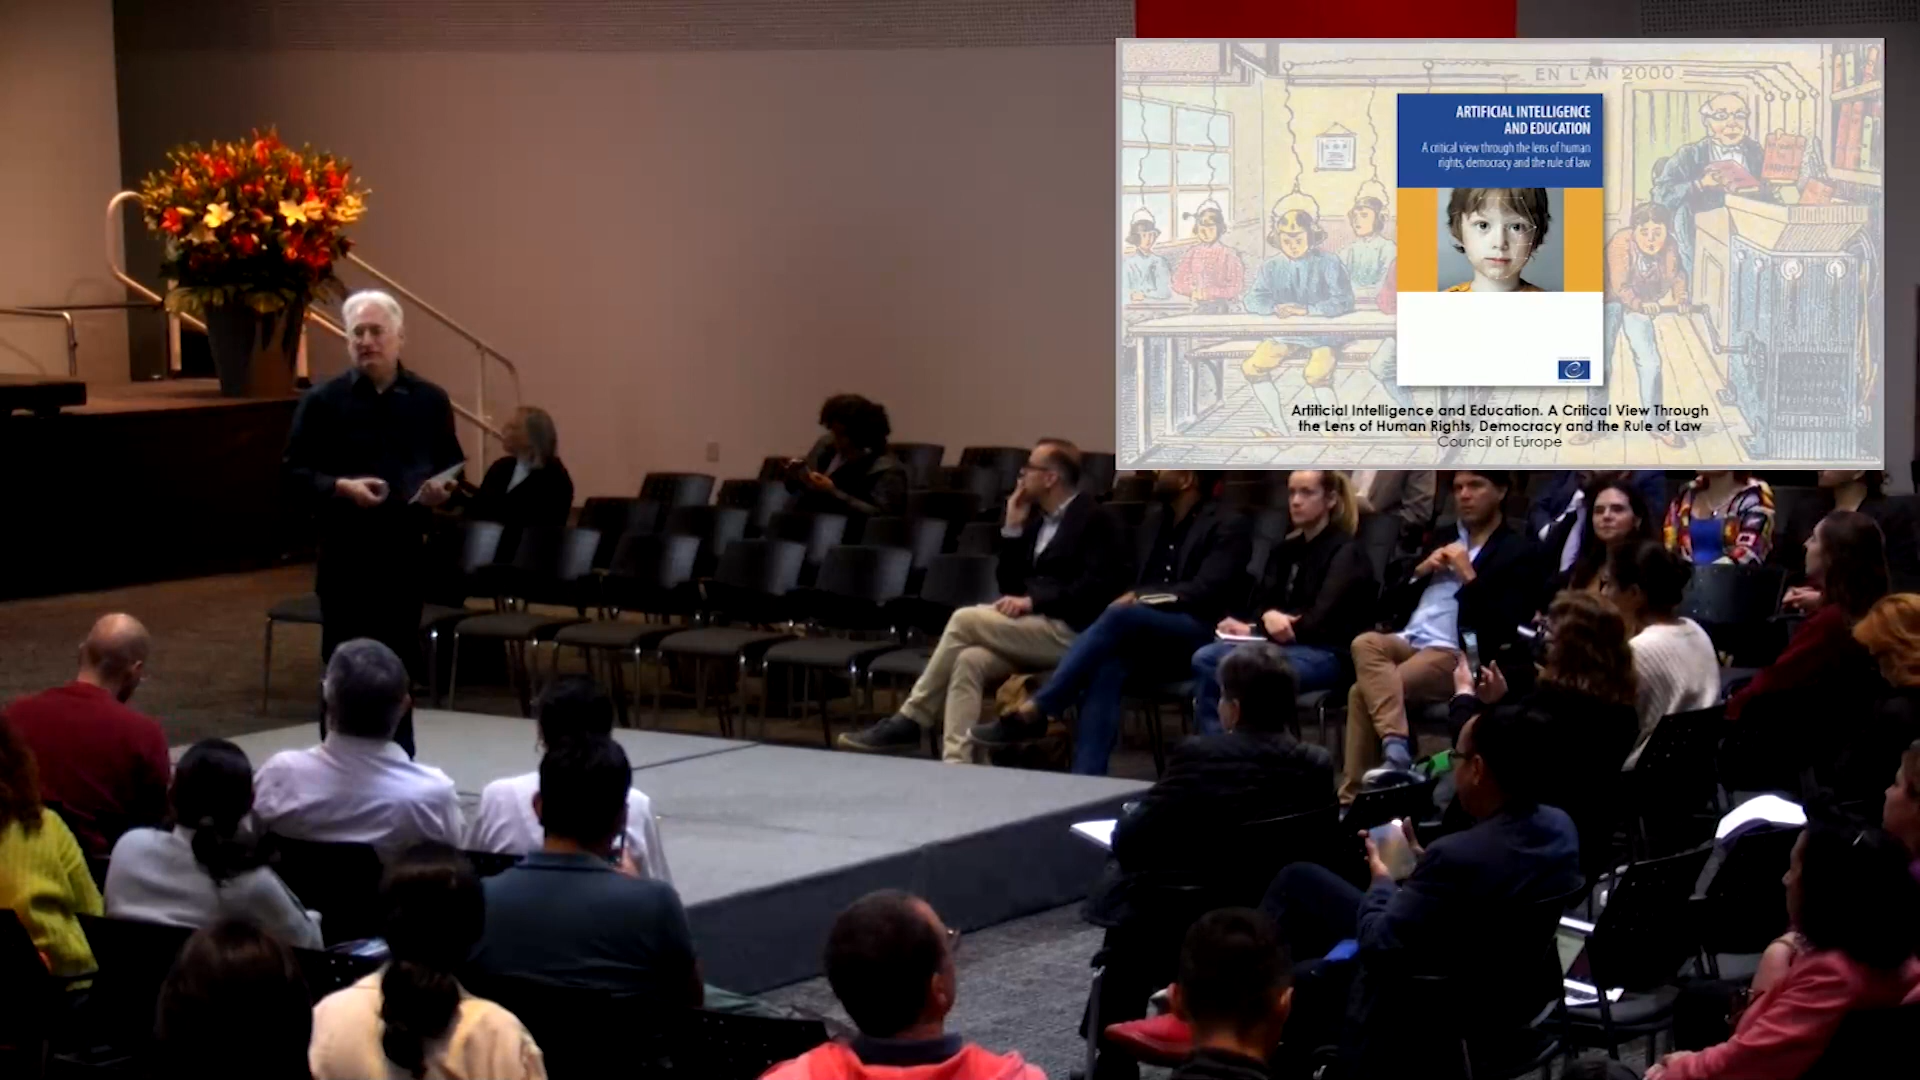 EN L'AN 2000
ARTIFICIAL INTELLIGENCE
AND EDUCATION
A critical view through the lens of human
rights, democracy and the rule of law
Artificial Intelligence and Education. A Critical View Through
the Lens of Human Rights, Democracy and the Rule of Law
Council of Europe